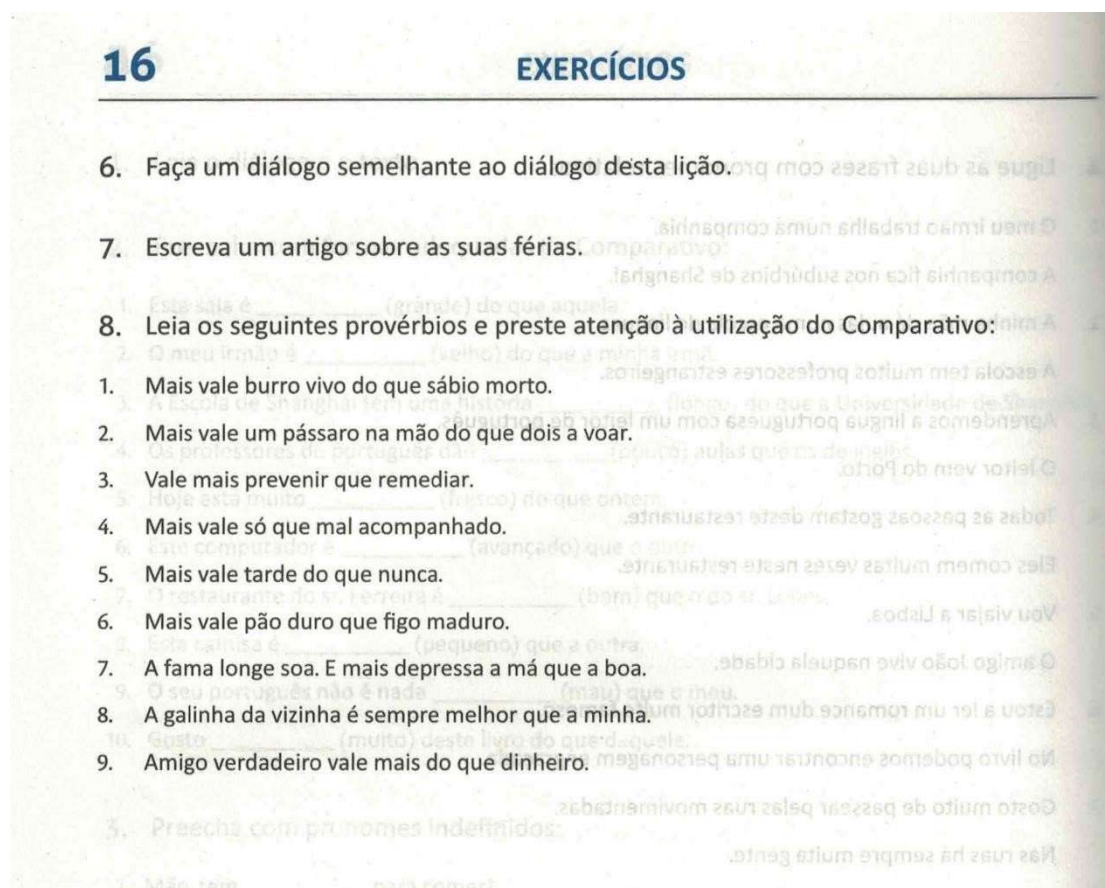 16 EXERCÍCIOS
6. Faça um diálogo semelhante ao diálogo desta lição.
7. Escreva um artigo sobre as suas férias.
8. Leia os seguintes provérbios e preste atenção à utilização do Comparativo:
1. Mais vale burro vivo do que sábio morto.
2. Mais vale um pássaro na mão do que dois a voar.
3. Vale mais prevenir que remediar.
4. Mais vale só que mal acompanhado.
5. Mais vale tarde do que nunca.
6. Mais vale pão duro que figo maduro.
7. A fama longe soa. E mais depressa a má que a boa.
8. A galinha da vizinha é sempre melhor que a minha.
9. Amigo verdadeiro vale mais do que dinheiro.